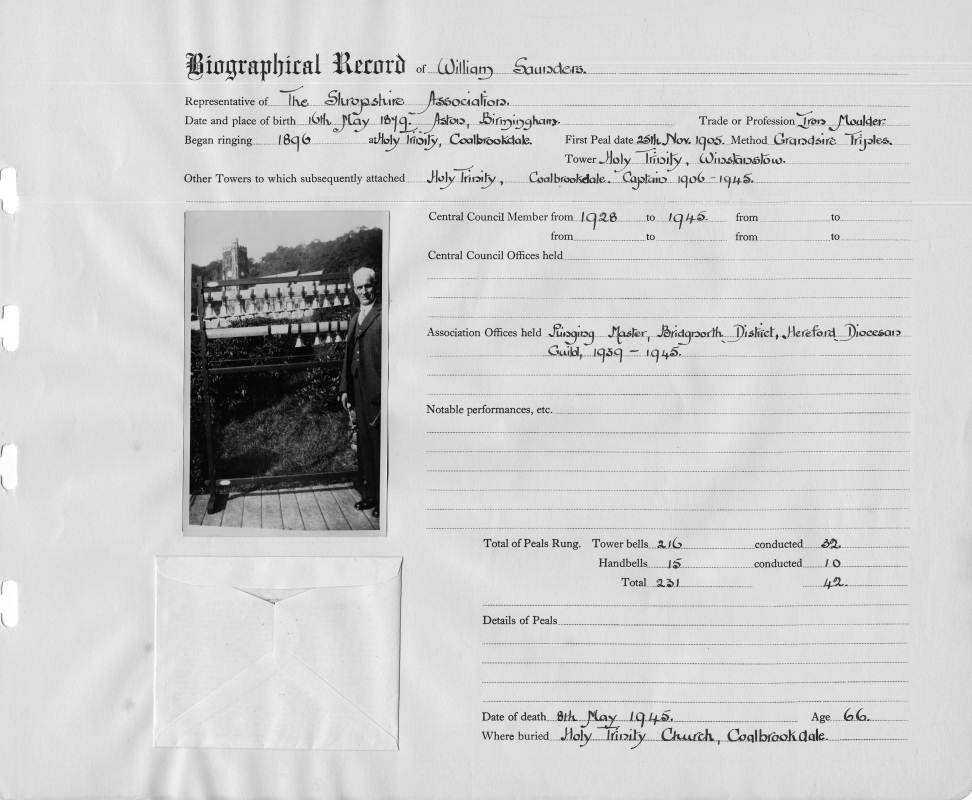 Biographical Record of William Saunders.
Representative of The Shropshire Association.
Date and place of birth 16th May 1879. Aston, Birmingham. Trade or Profession Iron Moulder.
Began ringing 1896 at Holy Trinity, Coalbrookdale. First Peal date 25th Nov. 1905. Method Grandsire Triples.
Tower Holy Trinity, Winstanstow.
Other Towers to which subsequently attached Holy Trinity, Coalbrookdale. Captain 1906 - 1945.
Central Council Member from 1928 to 1945. from to
from to from to
Central Council Offices held
Association Offices held Ringing Master, Bridgnorth District, Hereford Diocesan
Guild, 1939 - 1945.
Notable performances, etc.
Total of Peals Rung. Tower bells 216 conducted 32.
Handbells 15 conducted 10
Total 231 42.
Details of Peals
Date of death 8th May 1945. Age 66.
Where buried Holy Trinity Church, Coalbrookdale.